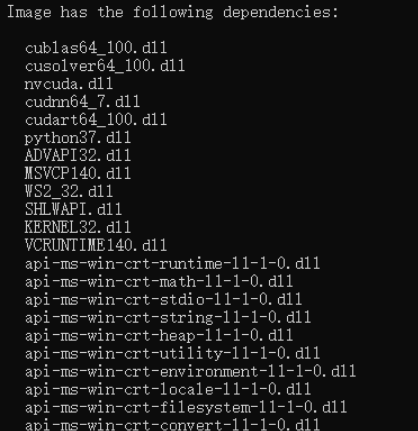 Image has the following dependencies:
cublas64_100.dll
cusolver64_100.dll
nvcuda.dll
cudnn64_7.dll
cudart64_100.dll
python37.dll
ADVAPI32.dll
MSVCP140.dll
WS2_32.dll
SHLWAPI.dll
KERNEL32.dll
VCRUNTIME140.dll
api-ms-win-crt-runtime-l1-1-0.dll
api-ms-win-crt-math-l1-1-0.dll
api-ms-win-crt-stdio-l1-1-0.dll
api-ms-win-crt-string-l1-1-0.dll
api-ms-win-crt-heap-l1-1-0.dll
api-ms-win-crt-utility-l1-1-0.dll
api-ms-win-crt-environment-l1-1-0.dll
api-ms-win-crt-locale-l1-1-0.dll
api-ms-win-crt-filesystem-l1-1-0.dll
api-ms-win-crt-convert-l1-1-0.dll